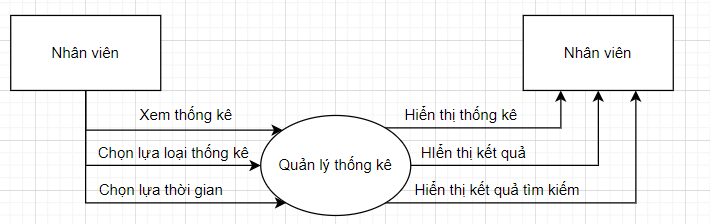 Nhân viên
Nhân viên
Xem thống kê
Hiển thị thống kê
Chọn lựa loại thống kê
Quản lý thống kê
HIển thị kết quả
Chọn lựa thời gian
Hiển thị kết quả tìm kiếm